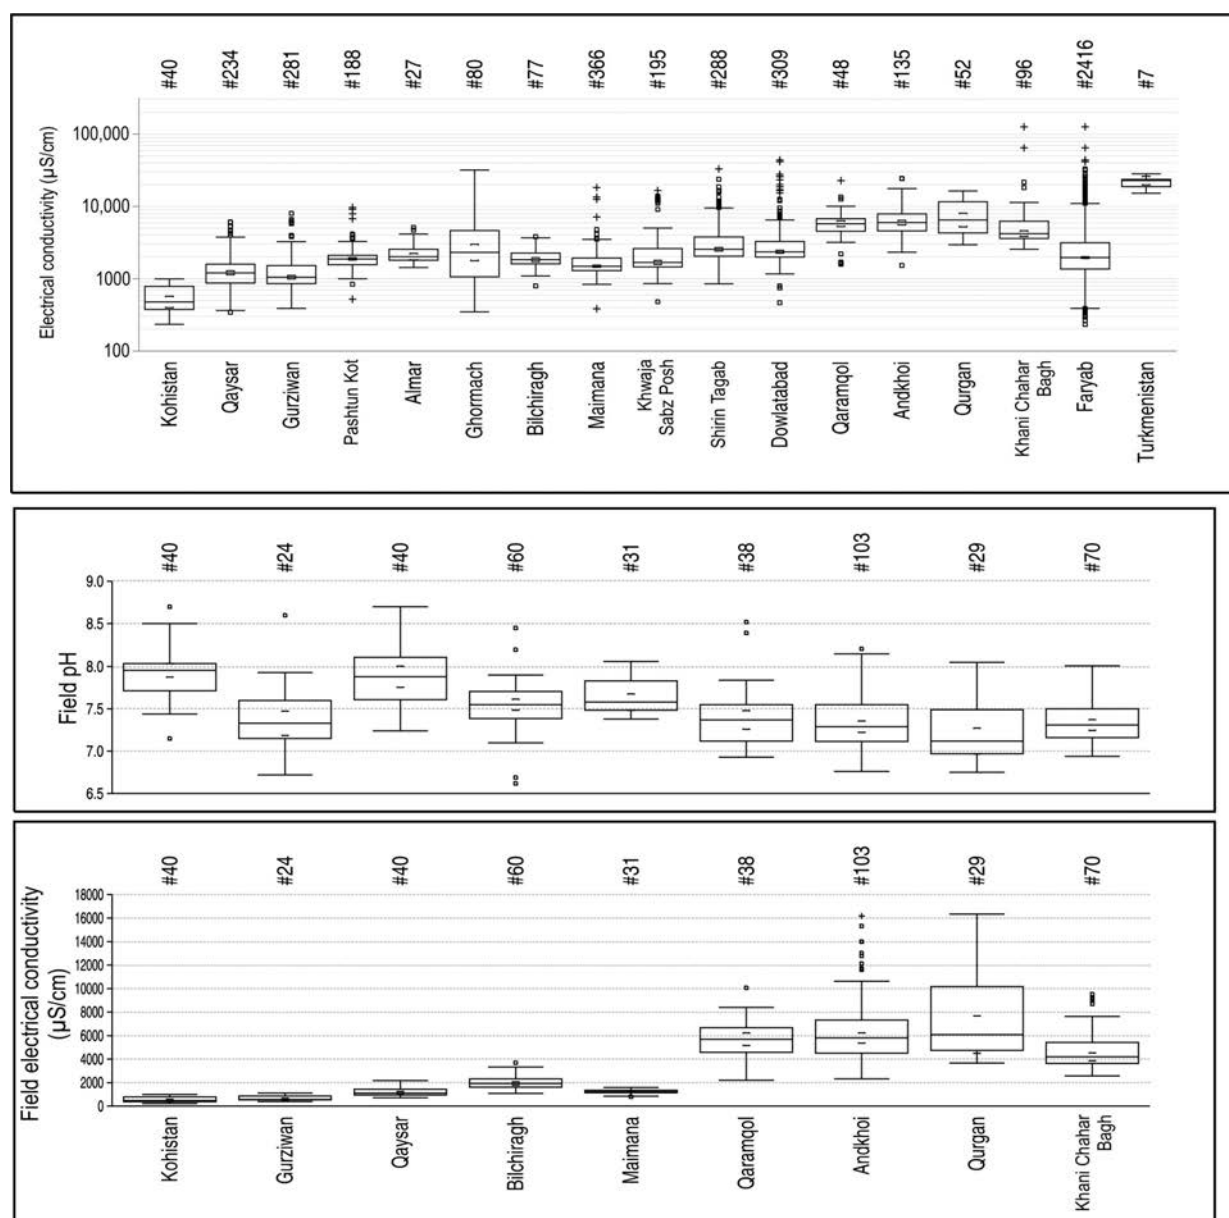 #40
#234
#281
#188
#27
#80
#77
#366
#195
#288
#309
#48
#135
#52
#96
#2416
#7
Electrical conductivity (µS/cm)
100,000
10,000
1000
100
Kohistan
Qaysar
Gurziwan
Pashtun Kot
Almar
Ghormach
Bilchiragh
Maimana
Khwaja
Sabz Posh
Shirin Tagab
Dowlatabad
Qaramqol
Andkhoi
Qurgan
Khani Chahar
Bagh
Faryab
Turkmenistan
#40
#24
#40
#60
#31
#38
#103
#29
#70
Field pH
9.0
8.5
8.0
7.5
7.0
6.5
#40
#24
#40
#60
#31
#38
#103
#29
#70
Field electrical conductivity
(µS/cm)
18000
16000
14000
12000
10000
8000
6000
4000
2000
0
Kohistan
Gurziwan
Qaysar
Bilchiragh
Maimana
Qaramqol
Andkhoi
Qurgan
Khani Chahar
Bagh